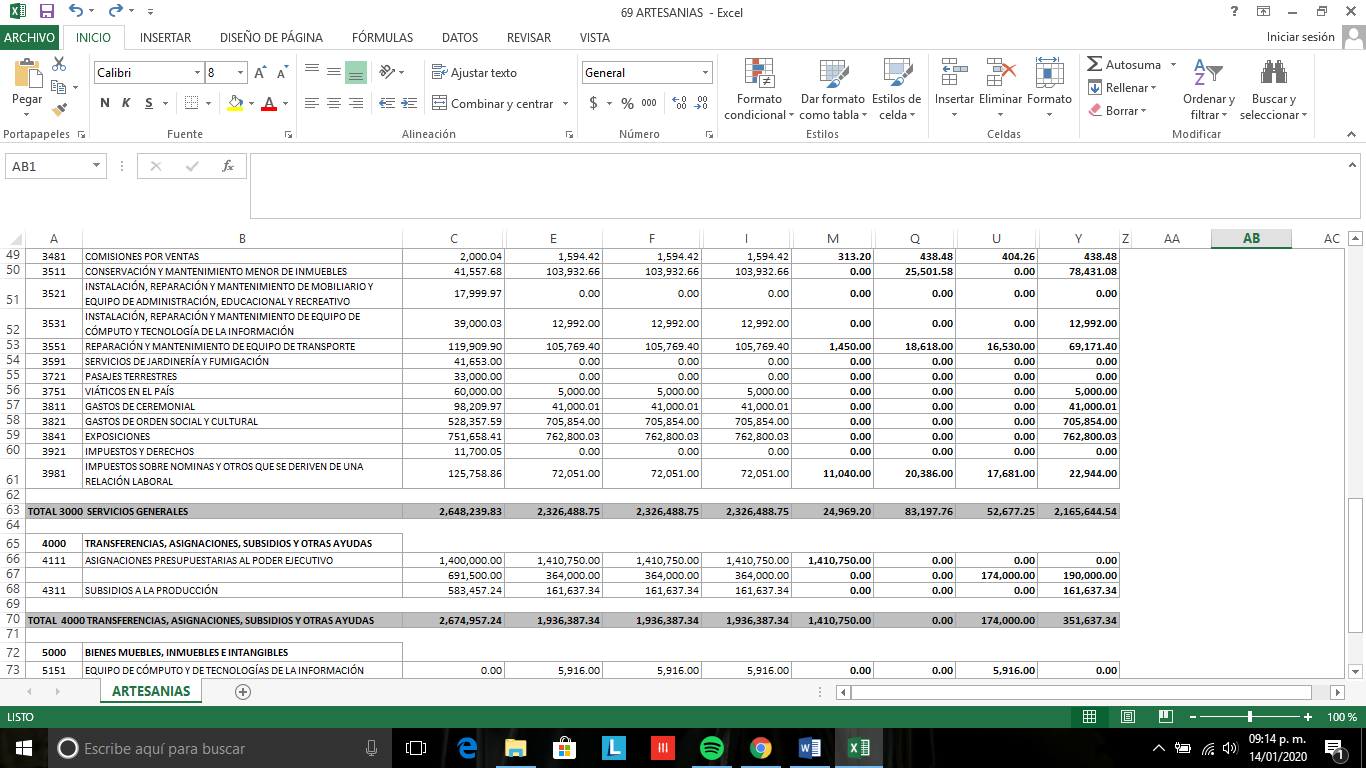 69 ARTESANIAS - Excel
?
ARCHIVO INICIO INSERTAR DISEÑO DE PÁGINA FÓRMULAS DATOS REVISAR VISTA Iniciar sesión
Pegar
Calibri 8
N K S
Ajustar texto
Combinar y centrar
General
$ % 000
Formato condicional
Dar formato como tabla
Estilos de celda
Insertar Eliminar Formato
Autosuma
Rellenar
Borrar
Ordenar y filtrar
Buscar y seleccionar
Portapapeles Fuente Alineación Número Estilos Celdas Modificar
AB1 fx
A B C E F I M Q U Y Z AA AB AC
49 3481 COMISIONES POR VENTAS 2,000.04 1,594.42 1,594.42 1,594.42 313.20 438.48 404.26 438.48
50 3511 CONSERVACIÓN Y MANTENIMIENTO MENOR DE INMUEBLES 41,557.68 103,932.66 103,932.66 103,932.66 0.00 25,501.58 0.00 78,431.08
51 3521 INSTALACIÓN, REPARACIÓN Y MANTENIMIENTO DE MOBILIARIO Y
EQUIPO DE ADMINISTRACIÓN, EDUCACIONAL Y RECREATIVO 17,999.97 0.00 0.00 0.00 0.00 0.00 0.00 0.00
52 3531 INSTALACIÓN, REPARACIÓN Y MANTENIMIENTO DE EQUIPO DE
CÓMPUTO Y TECNOLOGÍA DE LA INFORMACIÓN 39,000.03 12,992.00 12,992.00 12,992.00 0.00 0.00 0.00 12,992.00
53 3551 REPARACIÓN Y MANTENIMIENTO DE EQUIPO DE TRANSPORTE 119,909.90 105,769.40 105,769.40 105,769.40 1,450.00 18,618.00 16,530.00 69,171.40
54 3591 SERVICIOS DE JARDINERÍA Y FUMIGACIÓN 41,653.00 0.00 0.00 0.00 0.00 0.00 0.00 0.00
55 3721 PASAJES TERRESTRES 33,000.00 0.00 0.00 0.00 0.00 0.00 0.00 0.00
56 3751 VIÁTICOS EN EL PAÍS 60,000.00 5,000.00 5,000.00 5,000.00 0.00 0.00 0.00 5,000.00
57 3811 GASTOS DE CEREMONIAL 98,209.97 41,000.01 41,000.01 41,000.01 0.00 0.00 0.00 41,000.01
58 3821 GASTOS DE ORDEN SOCIAL Y CULTURAL 528,357.59 705,854.00 705,854.00 705,854.00 0.00 0.00 0.00 705,854.00
59 3841 EXPOSICIONES 751,658.41 762,800.03 762,800.03 762,800.03 0.00 0.00 0.00 762,800.03
60 3921 IMPUESTOS Y DERECHOS 11,700.05 0.00 0.00 0.00 0.00 0.00 0.00 0.00
61 3981 IMPUESTOS SOBRE NOMINAS Y OTROS QUE SE DERIVEN DE UNA
RELACIÓN LABORAL 125,758.86 72,051.00 72,051.00 72,051.00 11,040.00 20,386.00 17,681.00 22,944.00
62
63 TOTAL 3000 SERVICIOS GENERALES 2,648,239.83 2,326,488.75 2,326,488.75 2,326,488.75 24,969.20 83,197.76 52,677.25 2,165,644.54
64
65 4000 TRANSFERENCIAS, ASIGNACIONES, SUBSIDIOS Y OTRAS AYUDAS
66 4111 ASIGNACIONES PRESUPUESTARIAS AL PODER EJECUTIVO 1,400,000.00 1,410,750.00 1,410,750.00 1,410,750.00 1,410,750.00 0.00 0.00 0.00
67 691,500.00 364,000.00 364,000.00 364,000.00 0.00 0.00 174,000.00 190,000.00
68 4311 SUBSIDIOS A LA PRODUCCIÓN 583,457.24 161,637.34 161,637.34 161,637.34 0.00 0.00 0.00 161,637.34
69
70 TOTAL 4000 TRANSFERENCIAS, ASIGNACIONES, SUBSIDIOS Y OTRAS AYUDAS 2,674,957.24 1,936,387.34 1,936,387.34 1,936,387.34 1,410,750.00 0.00 174,000.00 351,637.34
71
72 5000 BIENES MUEBLES, INMUEBLES E INTANGIBLES
73 5151 EQUIPO DE CÓMPUTO Y DE TECNOLOGÍAS DE LA INFORMACIÓN 0.00 5,916.00 5,916.00 5,916.00 0.00 0.00 5,916.00 0.00
ARTESANIAS
LISTO 100 %
Escribe aquí para buscar
09:14 p. m.
14/01/2020
1